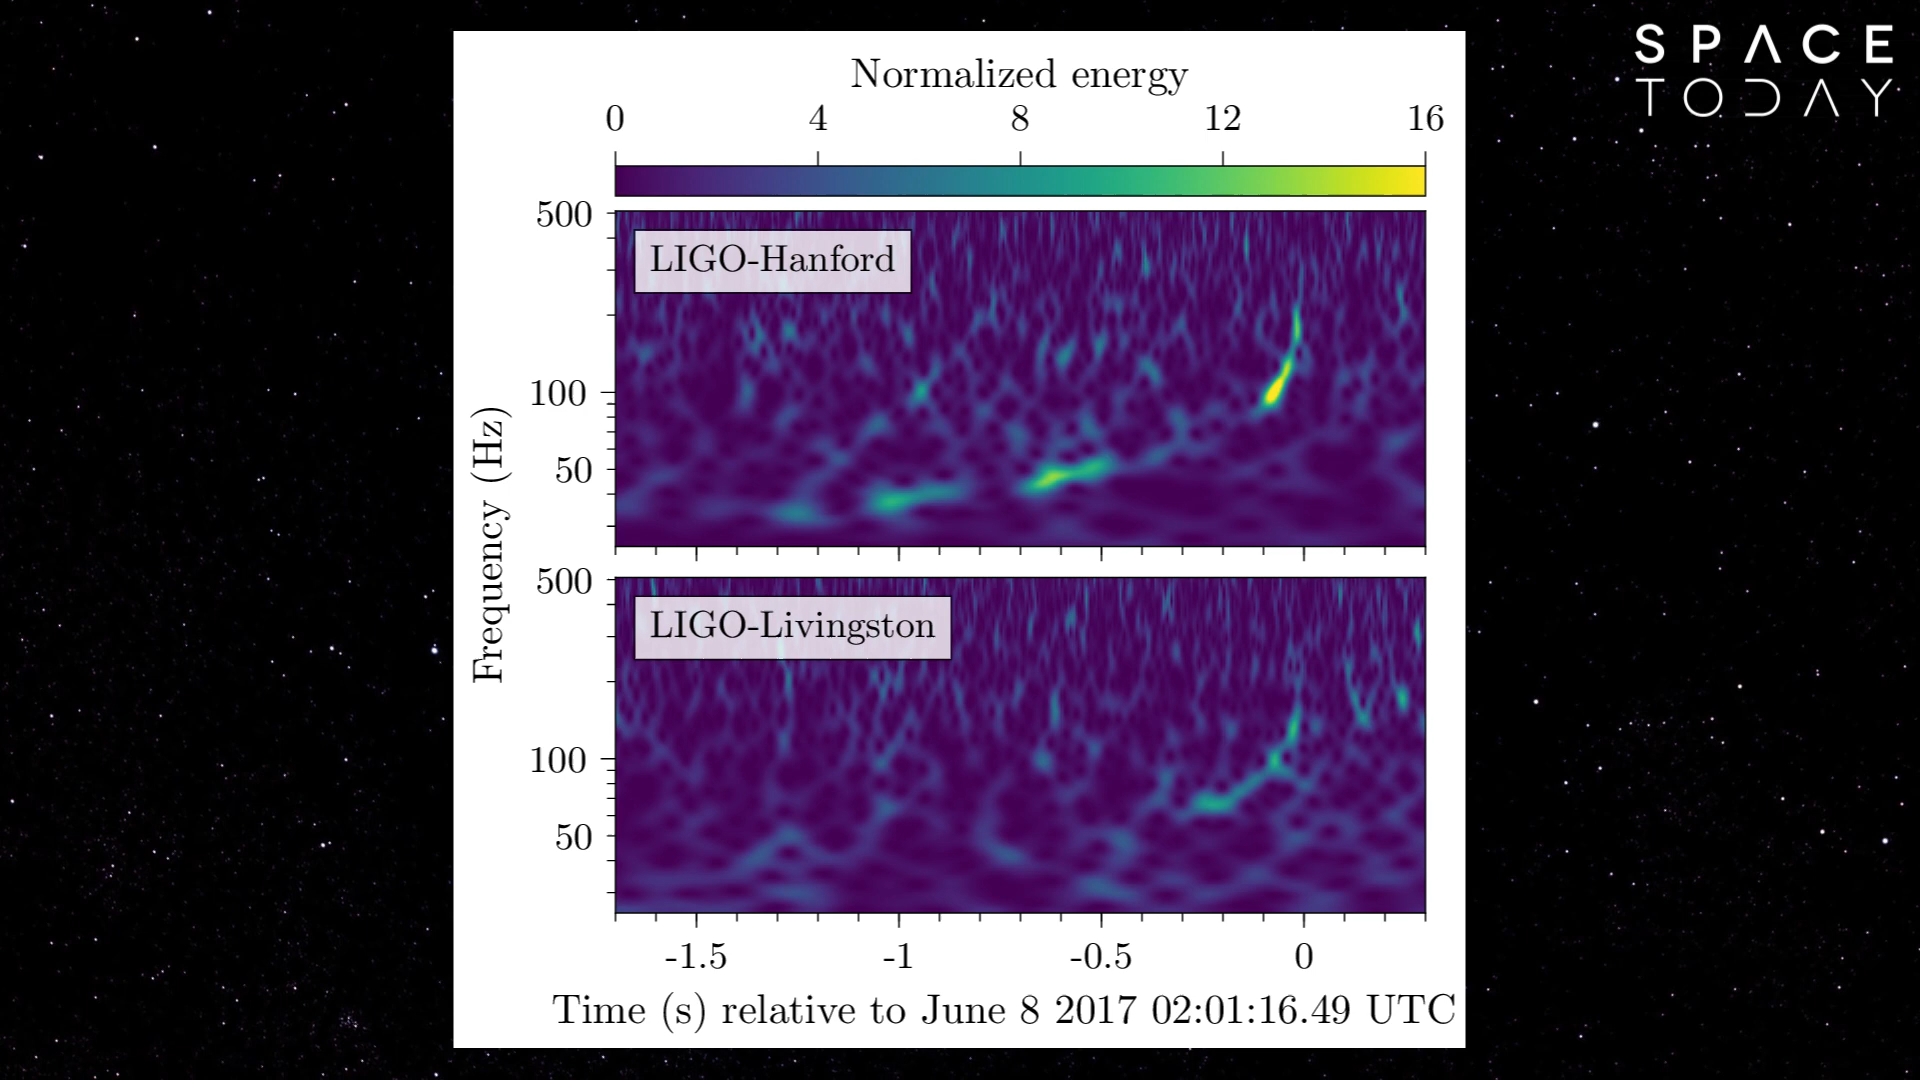 SPACE
TODAY
Normalized energy
0 4 8 12 16
500
LIGO-Hanford
100
50
Frequency (Hz)
500
LIGO-Livingston
100
50
-1.5 -1 -0.5 0
Time (s) relative to June 8 2017 02:01:16.49 UTC